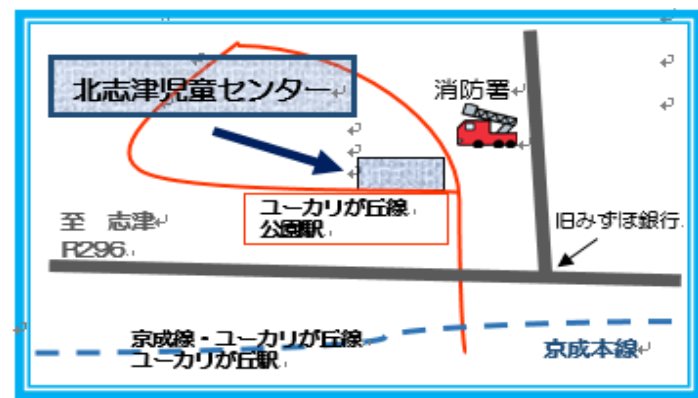 北志津児童センター
消防署
ユーカリが丘線
公園駅
至 志津
R296
旧みずほ銀行
京成線・ユーカリが丘線
ユーカリが丘駅
京成本線